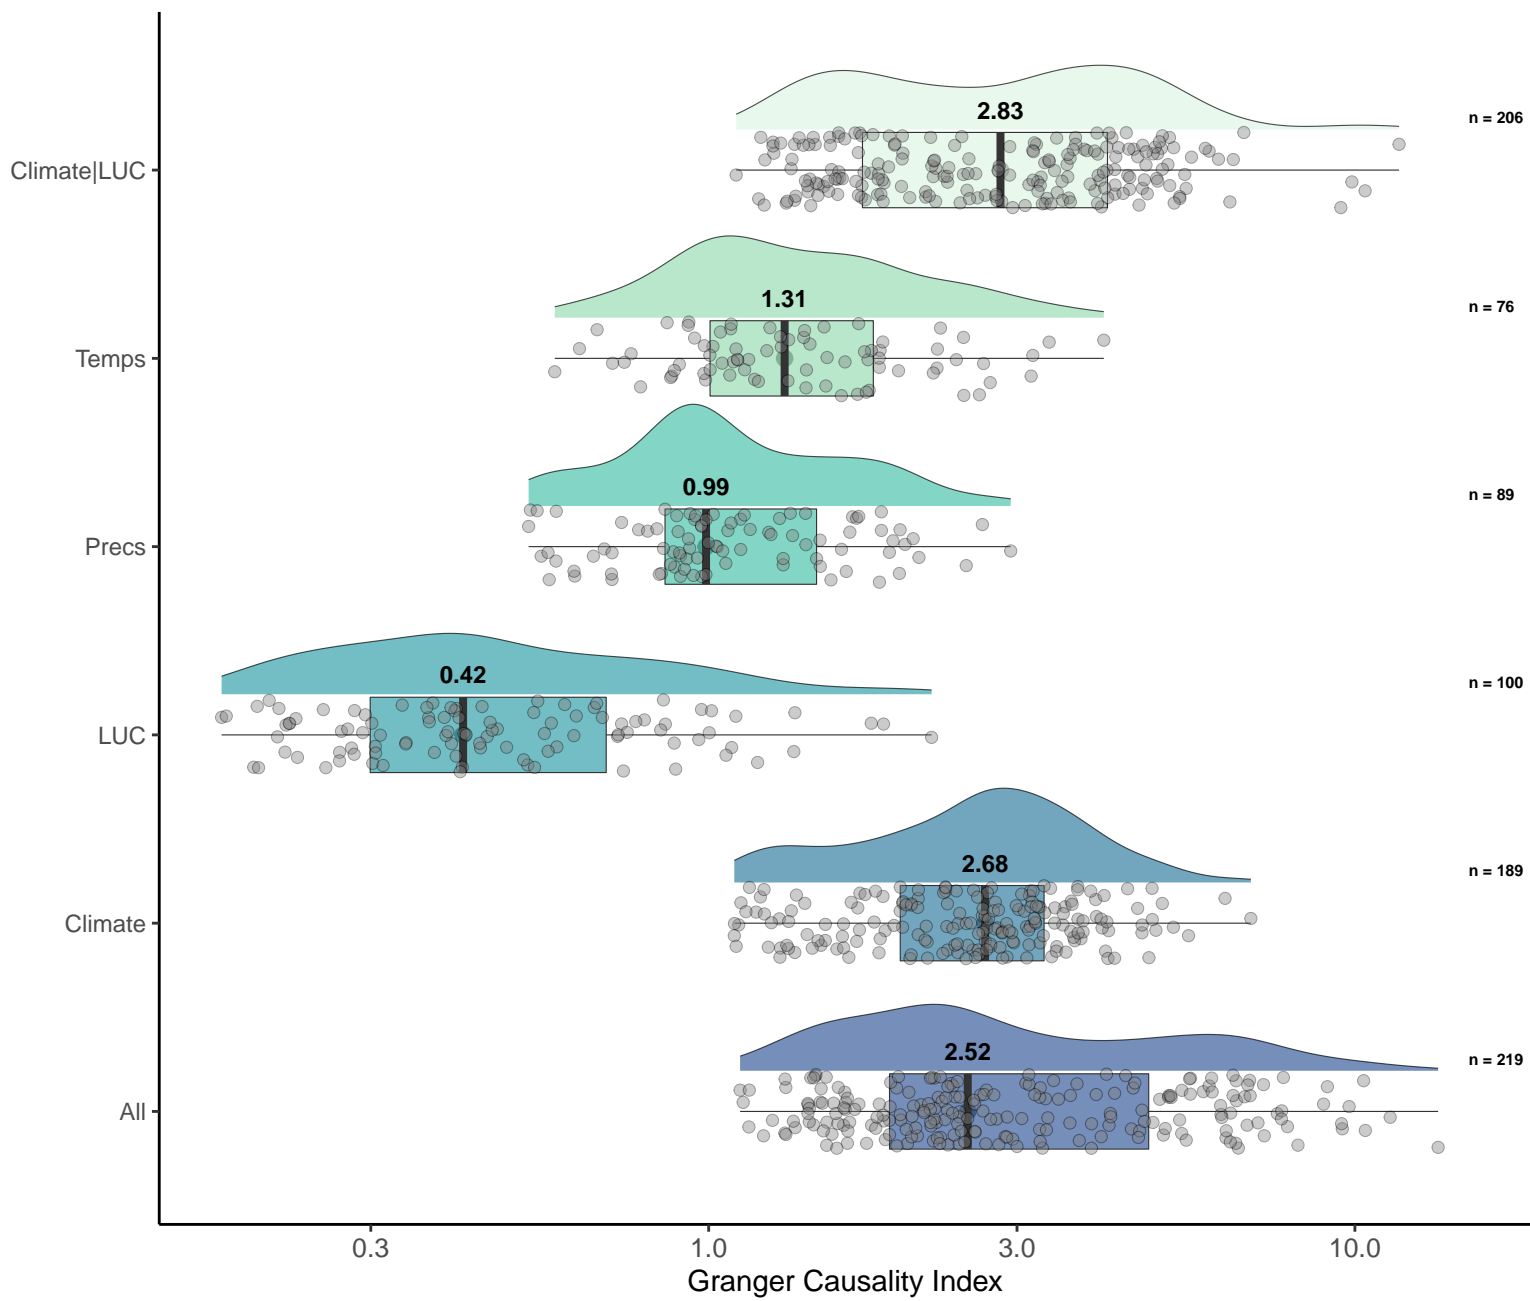 2.83
n = 206
Climate|LUC
1.31
n = 76
Temps
0.99
n = 89
Precs
0.42
n = 100
LUC
2.68
n = 189
Climate
2.52
n = 219
All
0.3 1.0 3.0 10.0
Granger Causality Index